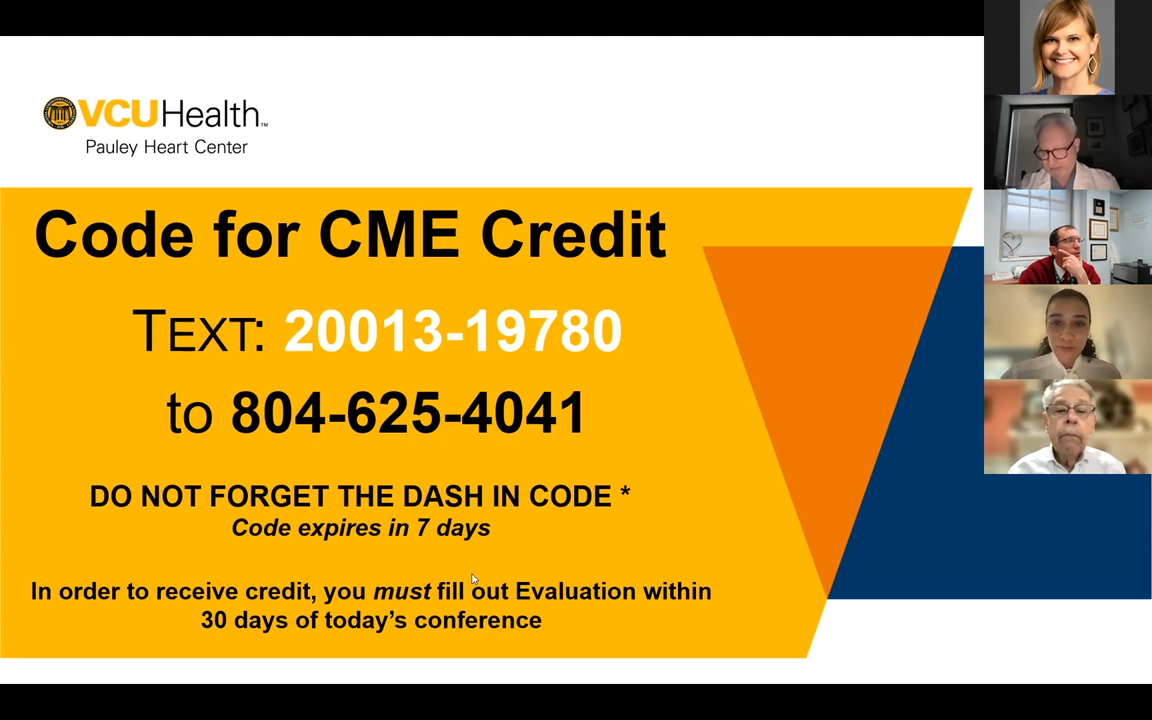 VCUHealth™
Pauley Heart Center
Code for CME Credit
TEXT: 20013-19780
to 804-625-4041
DO NOT FORGET THE DASH IN CODE *
Code expires in 7 days
In order to receive credit, you must fill out Evaluation within
30 days of today’s conference